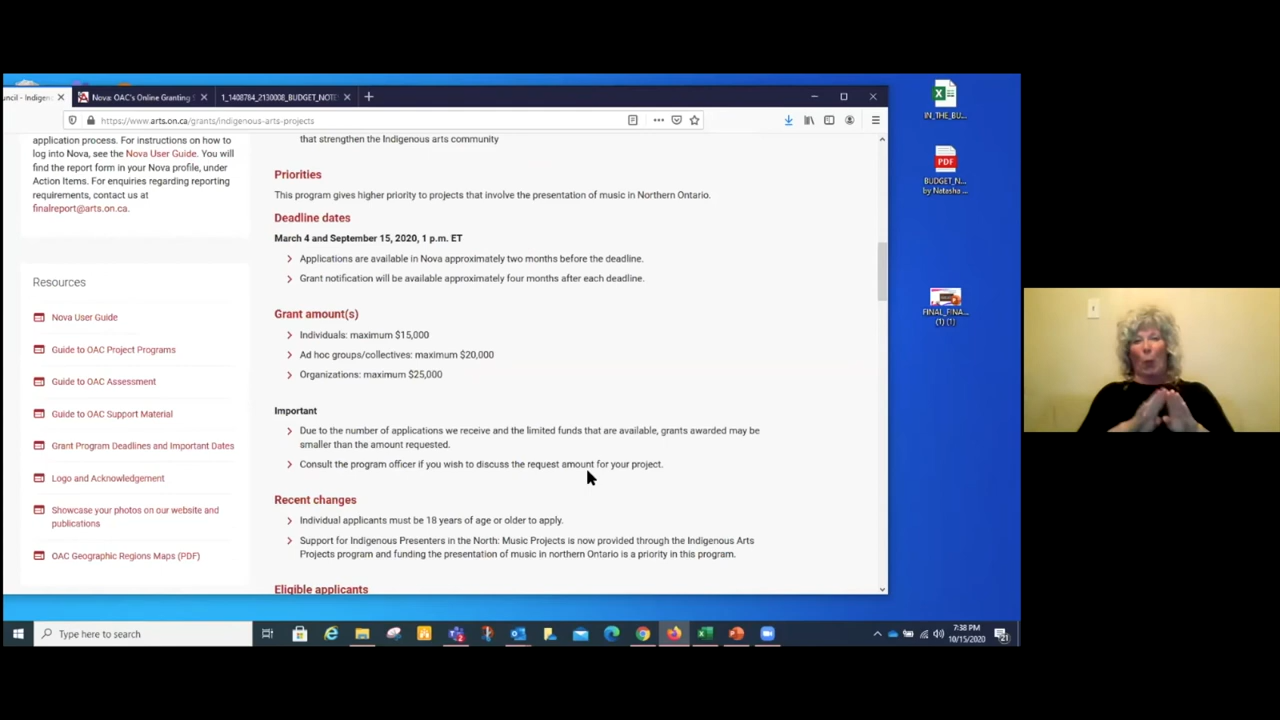 uncil - Indigen
Nova: OAC's Online Granting
1_1408764_2130008_BUDGET_NOT
https://www.arts.on.ca/grants/indigenous-arts-projects
application process. For instructions on how to
log into Nova, see the Nova User Guide. You will
find the report form in your Nova profile, under
Action Items. For enquiries regarding reporting
requirements, contact us at
finalreport@arts.on.ca.
Resources
Nova User Guide
Guide to OAC Project Programs
Guide to OAC Assessment
Guide to OAC Support Material
Grant Program Deadlines and Important Dates
Logo and Acknowledgement
Showcase your photos on our website and
publications
OAC Geographic Regions Maps (PDF)
that strengthen the Indigenous arts community
Priorities
This program gives higher priority to projects that involve the presentation of music in Northern Ontario.
Deadline dates
March 4 and September 15, 2020, 1 p.m. ET
Applications are available in Nova approximately two months before the deadline.
Grant notification will be available approximately four months after each deadline.
Grant amount(s)
Individuals: maximum $15,000
Ad hoc groups/collectives: maximum $20,000
Organizations: maximum $25,000
Important
Due to the number of applications we receive and the limited funds that are available, grants awarded may be
smaller than the amount requested.
Consult the program officer if you wish to discuss the request amount for your project.
Recent changes
Individual applicants must be 18 years of age or older to apply.
Support for Indigenous Presenters in the North: Music Projects is now provided through the Indigenous Arts
Projects program and funding the presentation of music in northern Ontario is a priority in this program.
Eligible applicants
IN_THE_BU...
PDF
BUDGET_N...
by Natasha ...
FINAL_FINA...
(1) (1)
Type here to search
7:38 PM
10/15/2020
21